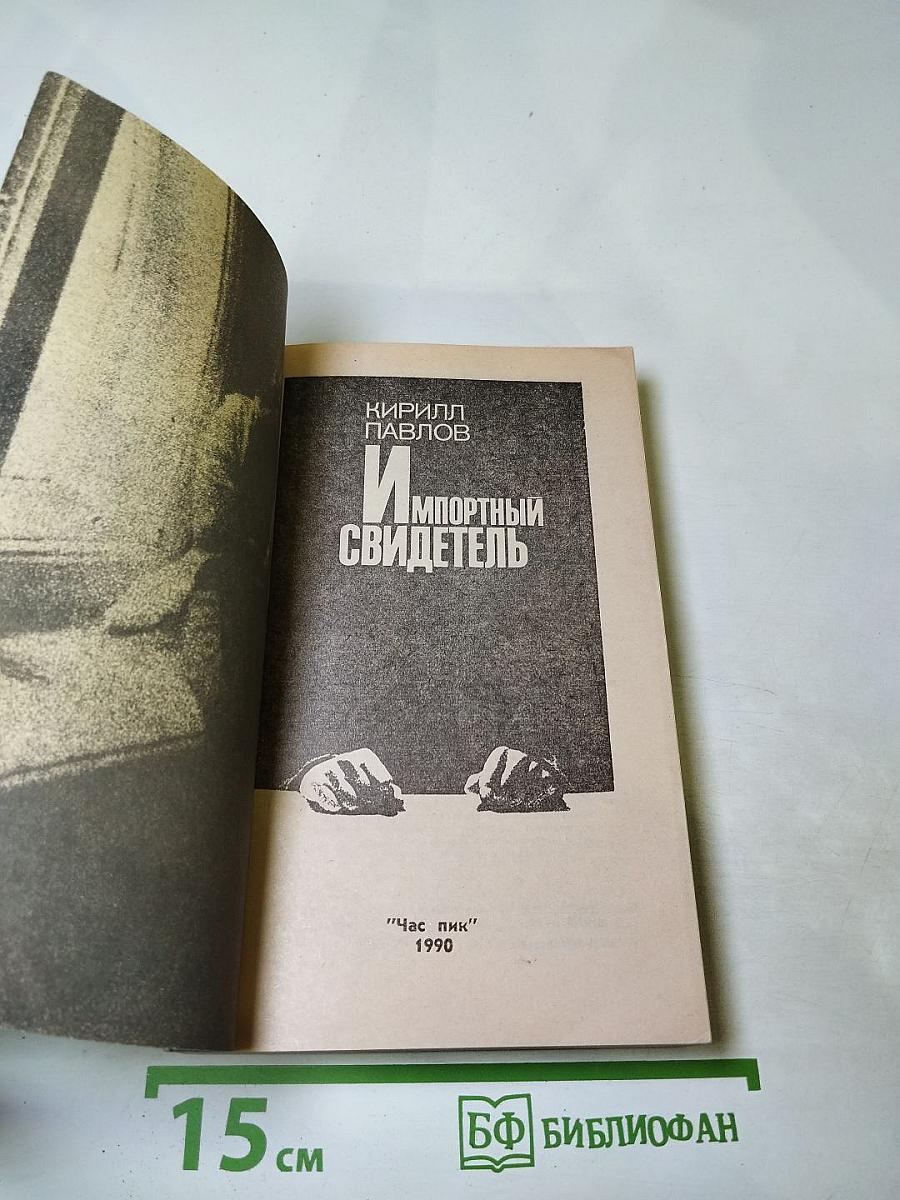 КИРИЛЛ
ПАВЛОВ
Импортный
СВИДЕТЕЛЬ
"Час пик"
1990
15 см
БФ БИБЛИОФАН